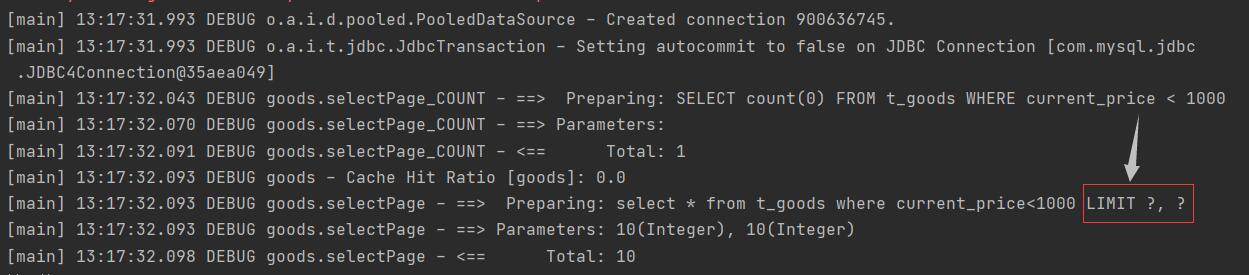 [main] 13:17:31.993 DEBUG o.a.i.d.pooled.PooledDataSource - Created connection 900636745.
[main] 13:17:31.993 DEBUG o.a.i.t.jdbc.JdbcTransaction - Setting autocommit to false on JDBC Connection [com.mysql.jdbc
.JDBC4Connection@35aea049]
[main] 13:17:32.043 DEBUG goods.selectPage_COUNT - ==>  Preparing: SELECT count(0) FROM t_goods WHERE current_price < 1000
[main] 13:17:32.070 DEBUG goods.selectPage_COUNT - ==> Parameters:
[main] 13:17:32.091 DEBUG goods.selectPage_COUNT - <==      Total: 1
[main] 13:17:32.093 DEBUG goods - Cache Hit Ratio [goods]: 0.0
[main] 13:17:32.093 DEBUG goods.selectPage - ==>  Preparing: select * from t_goods where current_price<1000 LIMIT ?, ?
[main] 13:17:32.093 DEBUG goods.selectPage - ==> Parameters: 10(Integer), 10(Integer)
[main] 13:17:32.098 DEBUG goods.selectPage - <==      Total: 10